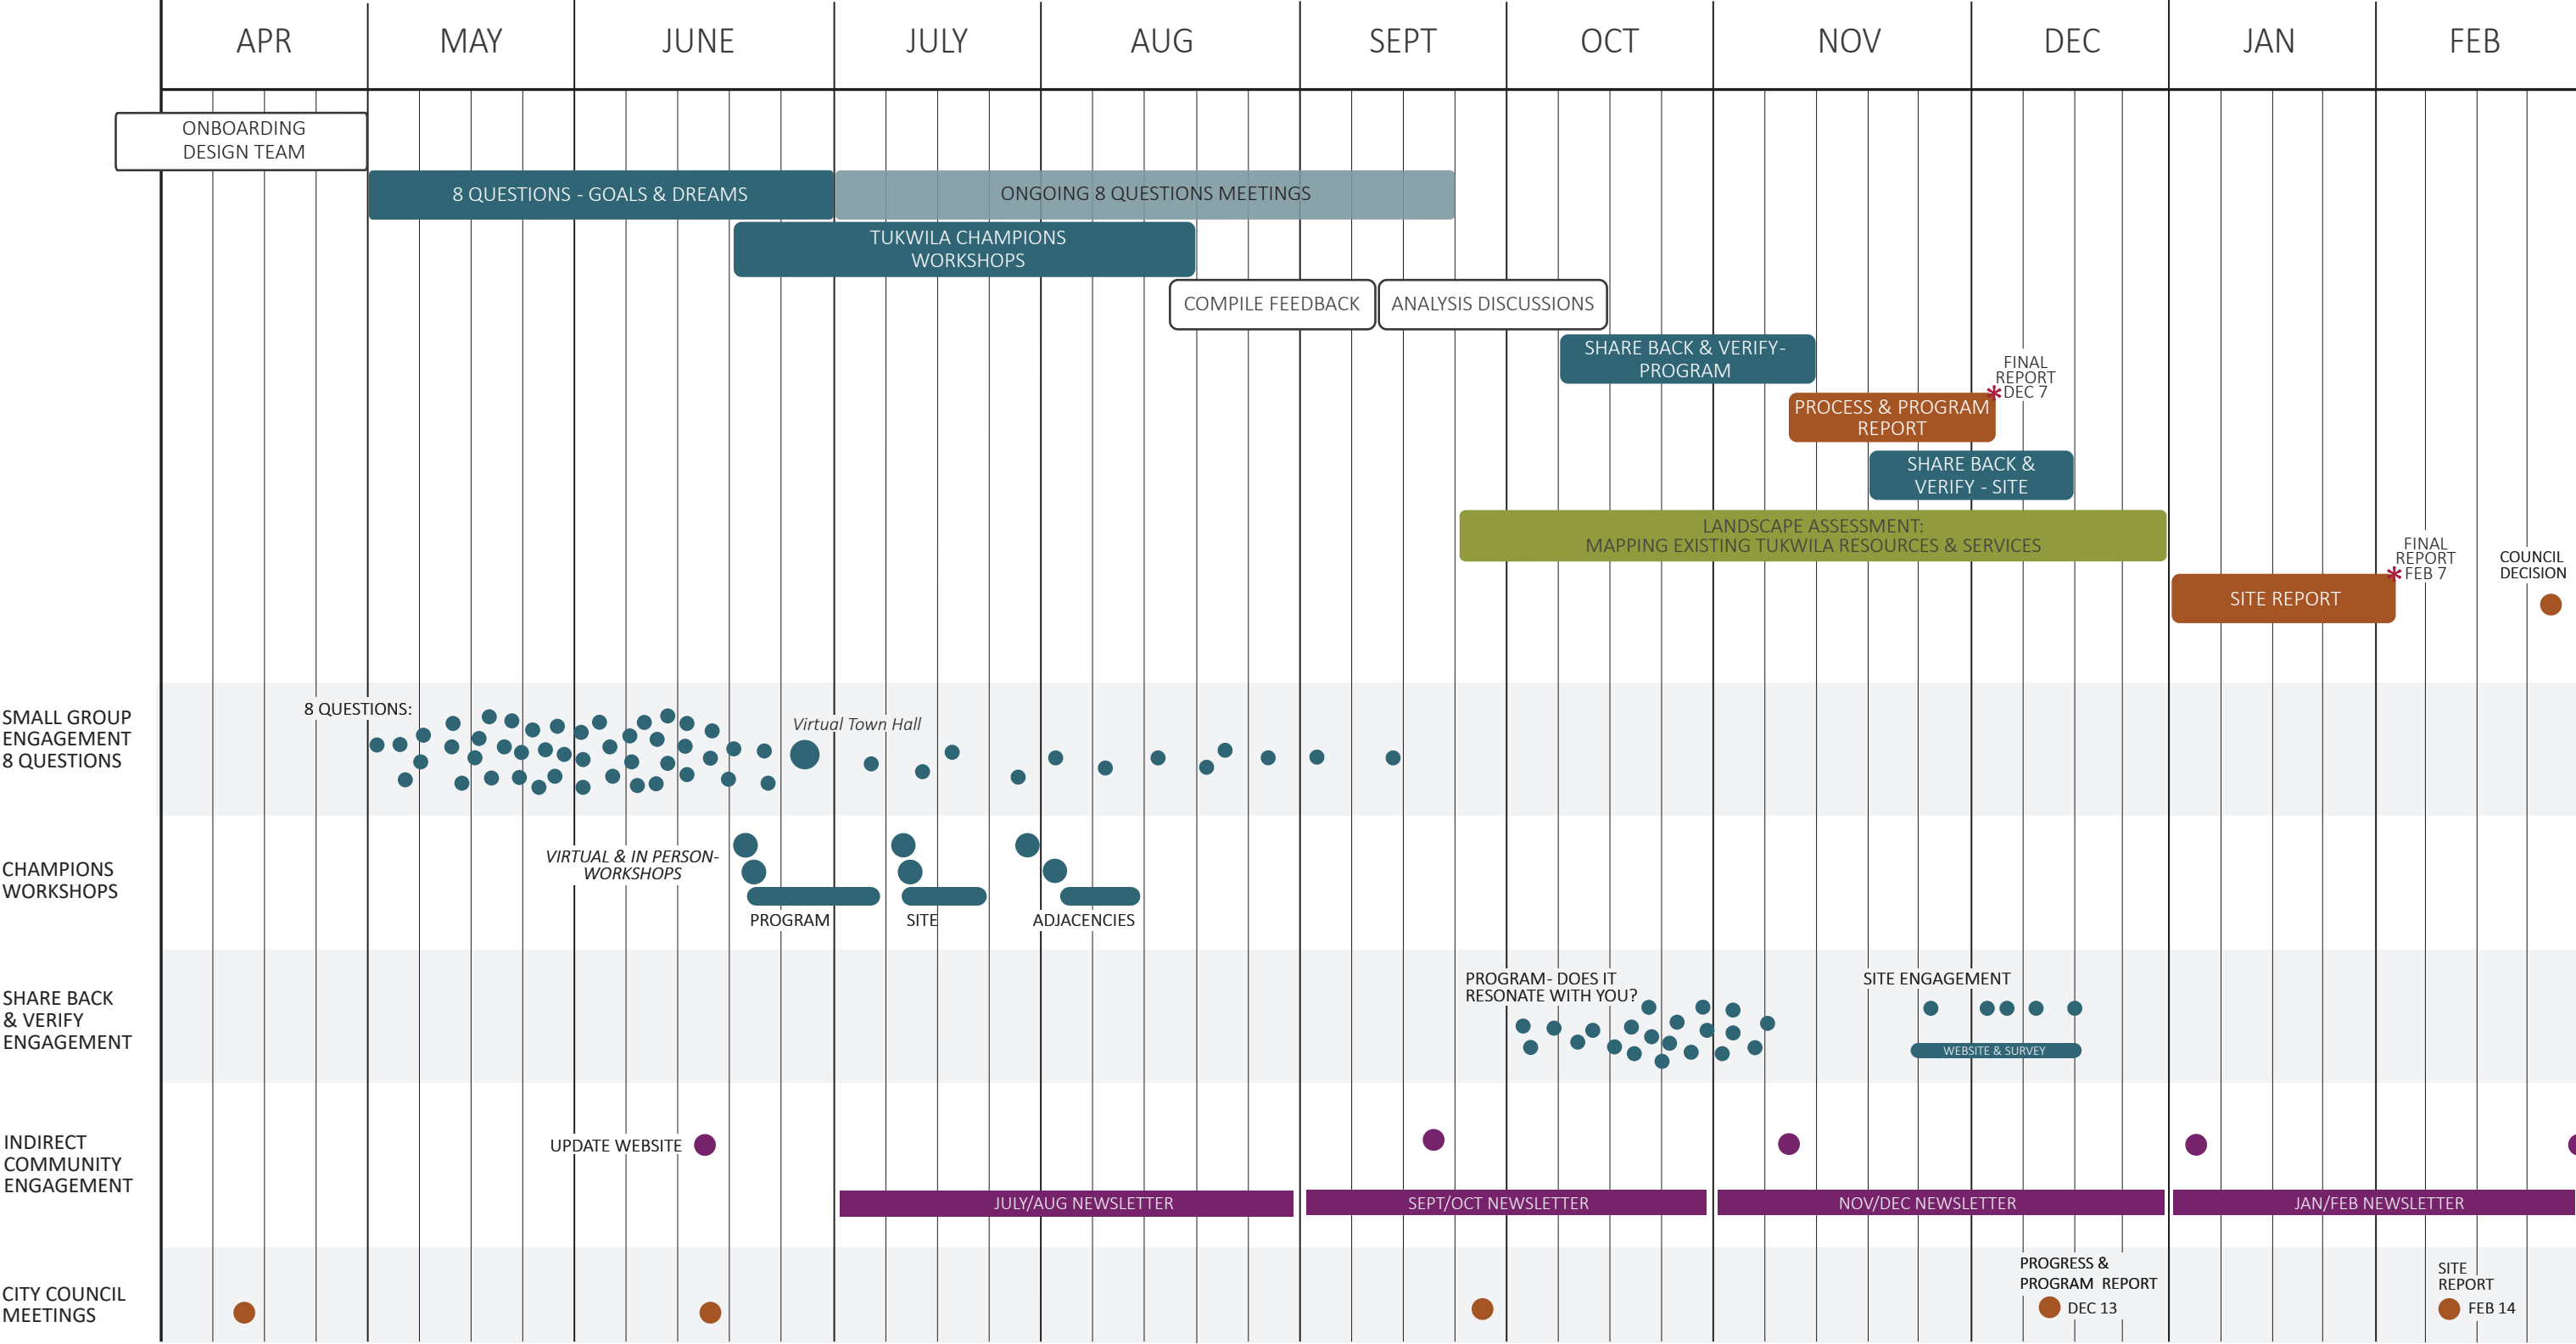 APR MAY JUNE JULY AUG SEPT OCT NOV DEC JAN FEB
ONBOARDING
DESIGN TEAM
8 QUESTIONS - GOALS & DREAMS
ONGOING 8 QUESTIONS MEETINGS
TUKWILA CHAMPIONS
WORKSHOPS
COMPILE FEEDBACK
ANALYSIS DISCUSSIONS
SHARE BACK & VERIFY-
PROGRAM
FINAL
REPORT
*DEC 7
PROCESS & PROGRAM
REPORT
SHARE BACK &
VERIFY - SITE
LANDSCAPE ASSESSMENT:
MAPPING EXISTING TUKWILA RESOURCES & SERVICES
FINAL
REPORT
*FEB 7
COUNCIL
DECISION
SITE REPORT
SMALL GROUP
ENGAGEMENT
8 QUESTIONS
8 QUESTIONS:
Virtual Town Hall
CHAMPIONS
WORKSHOPS
VIRTUAL & IN PERSON-
WORKSHOPS
PROGRAM
SITE
ADJACENCIES
SHARE BACK
& VERIFY
ENGAGEMENT
PROGRAM- DOES IT
RESONATE WITH YOU?
SITE ENGAGEMENT
WEBSITE & SURVEY
INDIRECT
COMMUNITY
ENGAGEMENT
UPDATE WEBSITE
JULY/AUG NEWSLETTER
SEPT/OCT NEWSLETTER
NOV/DEC NEWSLETTER
JAN/FEB NEWSLETTER
CITY COUNCIL
MEETINGS
PROGRESS &
PROGRAM REPORT
DEC 13
SITE
REPORT
FEB 14